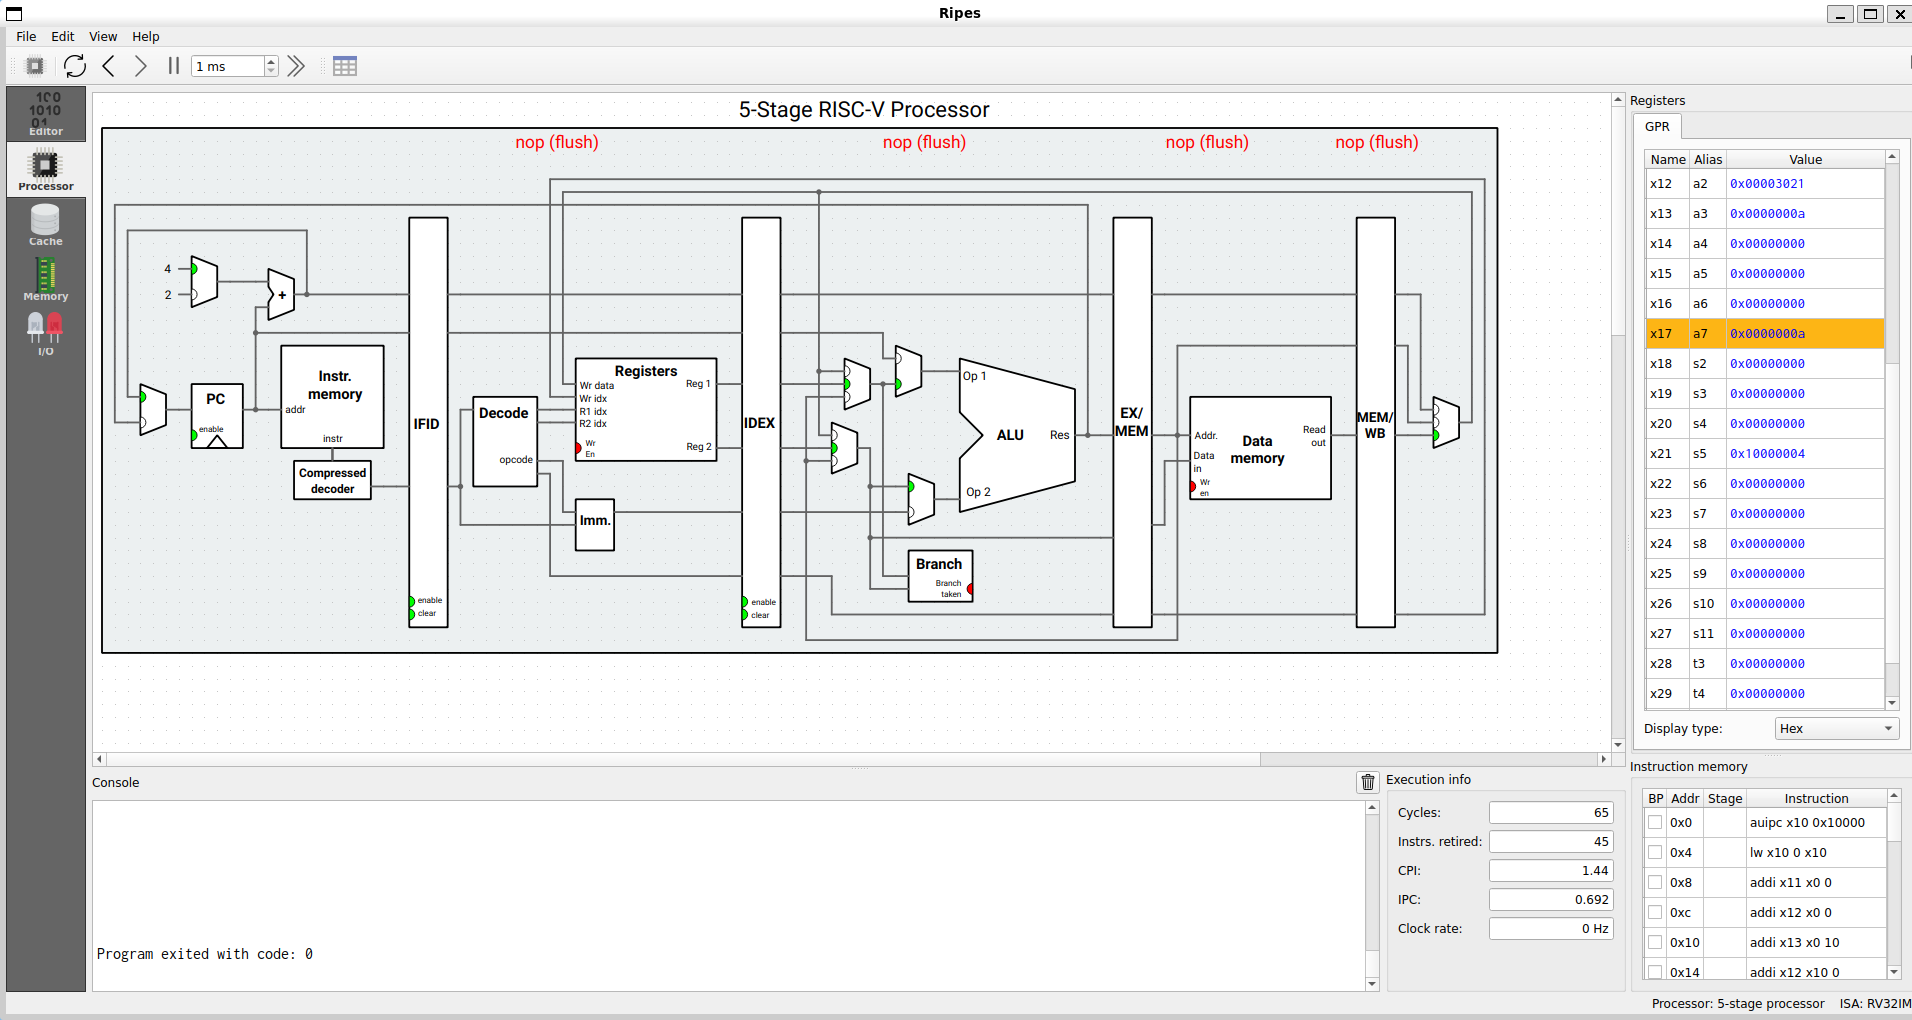 Ripes
File Edit View Help
1 ms
Editor
Processor
Cache
Memory
I/O
5-Stage RISC-V Processor
nop (flush) nop (flush) nop (flush) nop (flush)
4
2
+
PC
enable
Instr. memory
addr
instr
Compressed decoder
IFID
enable
clear
Decode
opcode
Registers
Wr data
Wr idx
R1 idx
R2 idx
Wr En
Reg 1
Reg 2
Imm.
IDEX
enable
clear
Op 1
ALU
Res
Op 2
Branch
Branch taken
EX/MEM
Addr.
Data in
Wr en
Data memory
Read out
MEM/WB
Registers
GPR
Name Alias Value
x12 a2 0x00003021
x13 a3 0x0000000a
x14 a4 0x00000000
x15 a5 0x00000000
x16 a6 0x00000000
x17 a7 0x0000000a
x18 s2 0x00000000
x19 s3 0x00000000
x20 s4 0x00000000
x21 s5 0x10000004
x22 s6 0x00000000
x23 s7 0x00000000
x24 s8 0x00000000
x25 s9 0x00000000
x26 s10 0x00000000
x27 s11 0x00000000
x28 t3 0x00000000
x29 t4 0x00000000
Display type: Hex
Console
Program exited with code: 0
Execution info
Cycles: 65
Instrs. retired: 45
CPI: 1.44
IPC: 0.692
Clock rate: 0 Hz
Instruction memory
BP Addr Stage Instruction
0x0 auipc x10 0x10000
0x4 lw x10 0 x10
0x8 addi x11 x0 0
0xc addi x12 x0 0
0x10 addi x13 x0 10
0x14 addi x12 x10 0
Processor: 5-stage processor ISA: RV32IM